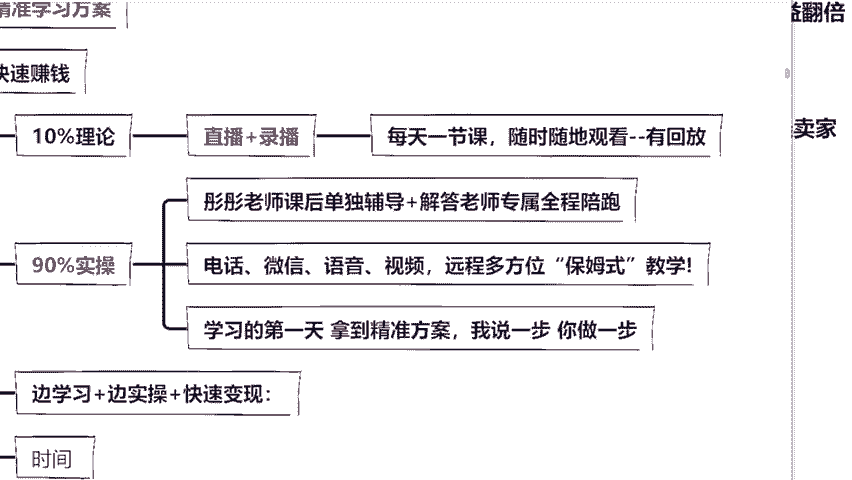 精准学习方案
益翻倍
快速赚钱
10%理论
直播+录播
每天一节课，随时随地观看--有回放
卖家
彤彤老师课后单独辅导+解答老师专属全程陪跑
90%实操
电话、微信、语音、视频，远程多方位“保姆式”教学!
学习的第一天 拿到精准方案，我说一步 你做一步
边学习+边实操+快速变现：
时间